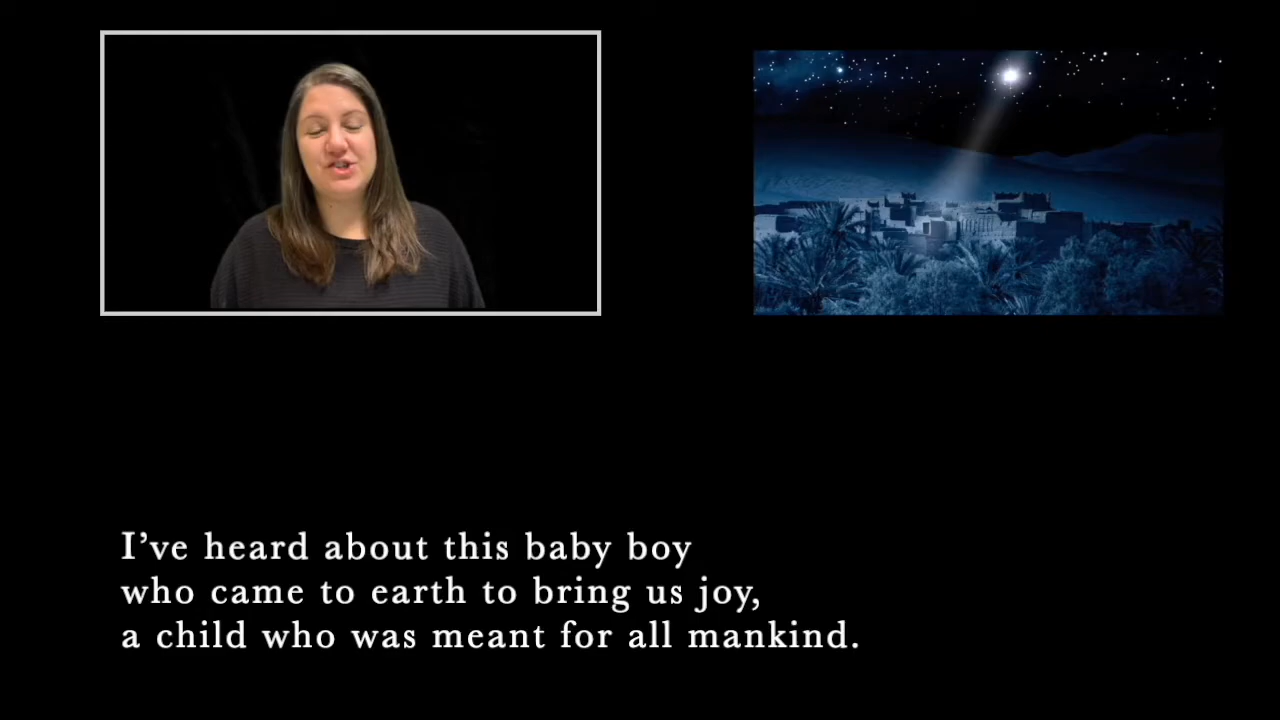 I’ve heard about this baby boy
who came to earth to bring us joy,
a child who was meant for all mankind.